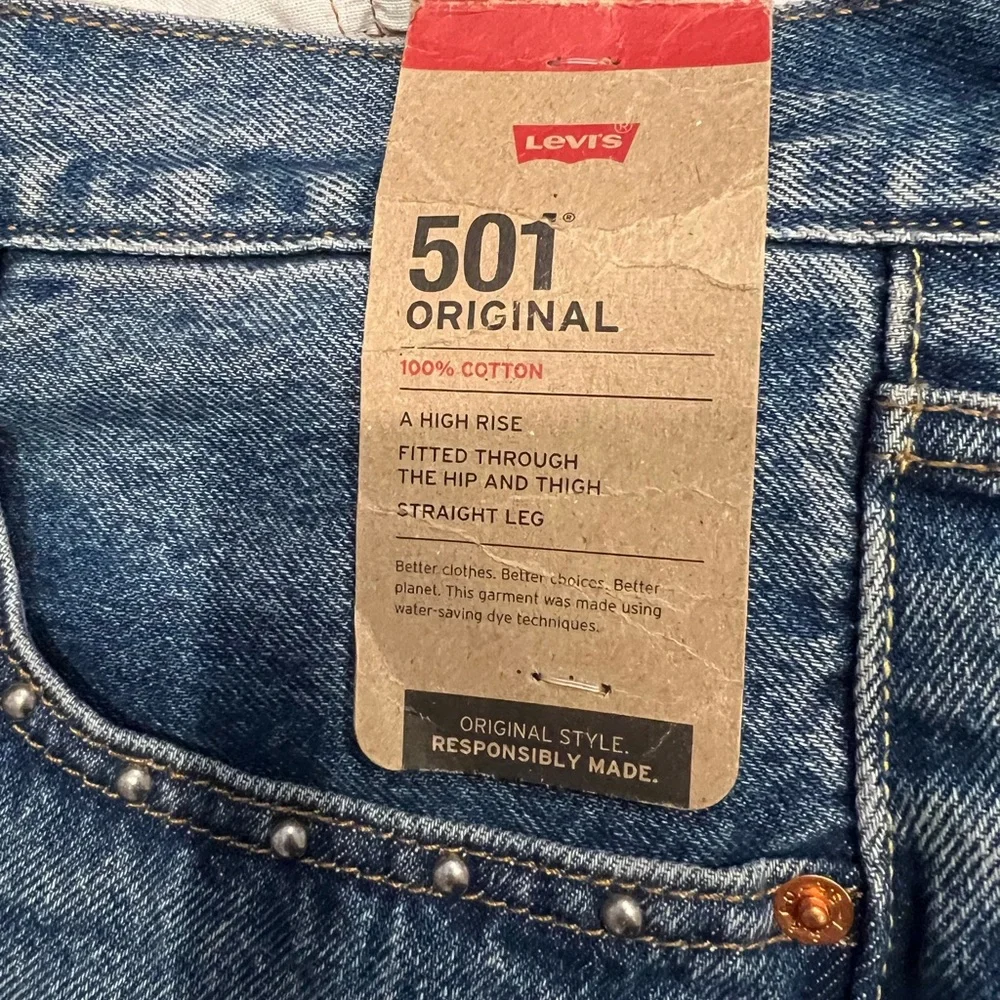 Levi's®
501®
ORIGINAL
100% COTTON
A HIGH RISE
FITTED THROUGH
THE HIP AND THIGH
STRAIGHT LEG
Better clothes. Better choices. Better
planet. This garment was made using
water-saving dye techniques.
ORIGINAL STYLE.
RESPONSIBLY MADE.